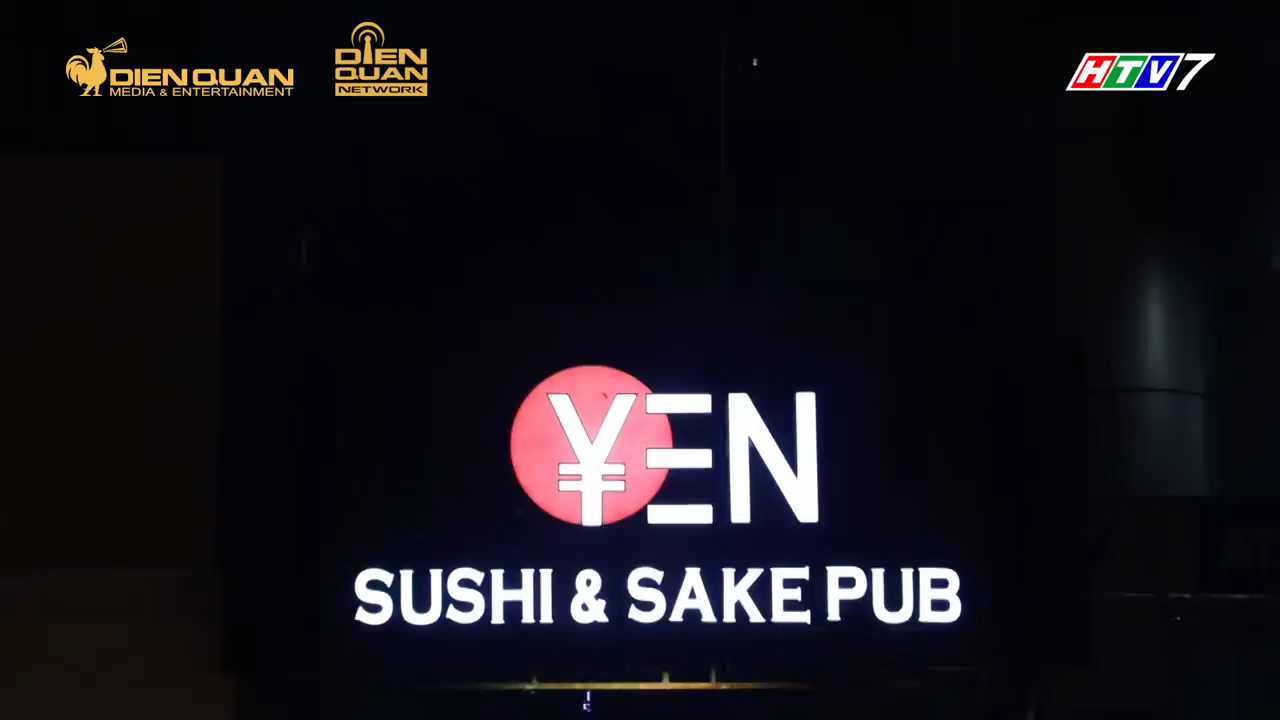 DIEN QUAN
MEDIA & ENTERTAINMENT
DIEN
QUAN
NETWORK
HTV7
¥EN
SUSHI & SAKE PUB